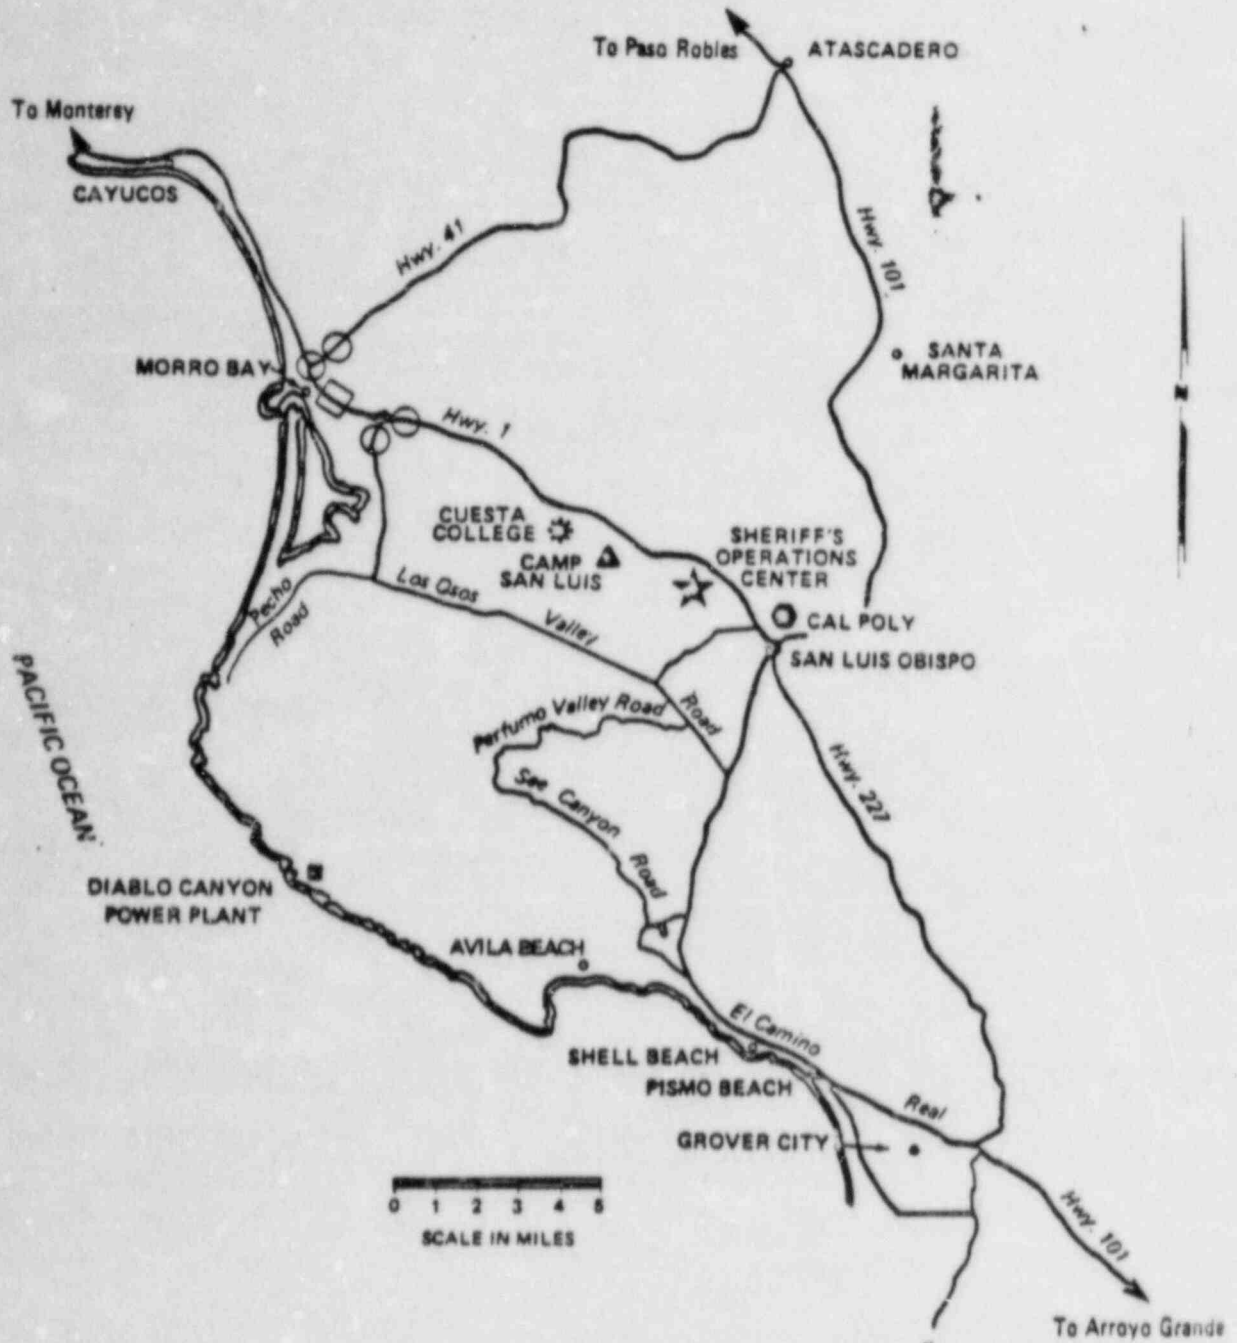 To Paso Robles
ATASCADERO
To Monterey
CAYUCOS
Hwy. 41
Hwy. 101
MORRO BAY
SANTA
MARGARITA
N
Hwy. 1
CUESTA
COLLEGE
CAMP
SAN LUIS
SHERIFF'S
OPERATIONS
CENTER
CAL POLY
SAN LUIS OBISPO
Pecho
Road
Los Osos
Valley
Road
PACIFIC OCEAN
Perfumo Valley Road
See Canyon
Road
Hwy. 227
DIABLO CANYON
POWER PLANT
AVILA BEACH
El Camino
Real
SHELL BEACH
PISMO BEACH
GROVER CITY
0 1 2 3 4 5
SCALE IN MILES
Hwy. 101
To Arroyo Grande